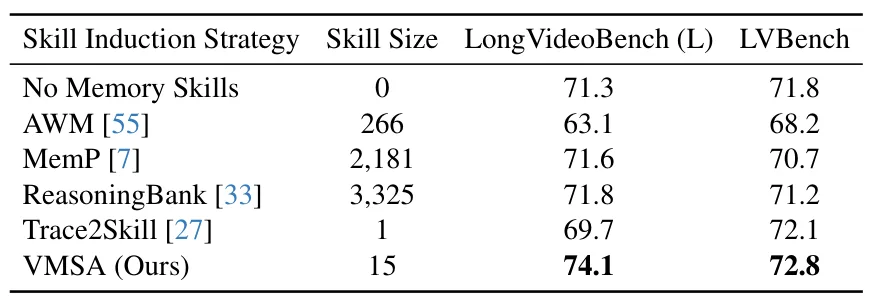 Skill Induction Strategy Skill Size LongVideoBench (L) LVBench
No Memory Skills 0 71.3 71.8
AWM [55] 266 63.1 68.2
MemP [7] 2,181 71.6 70.7
ReasoningBank [33] 3,325 71.8 71.2
Trace2Skill [27] 1 69.7 72.1
VMSA (Ours) 15 74.1 72.8